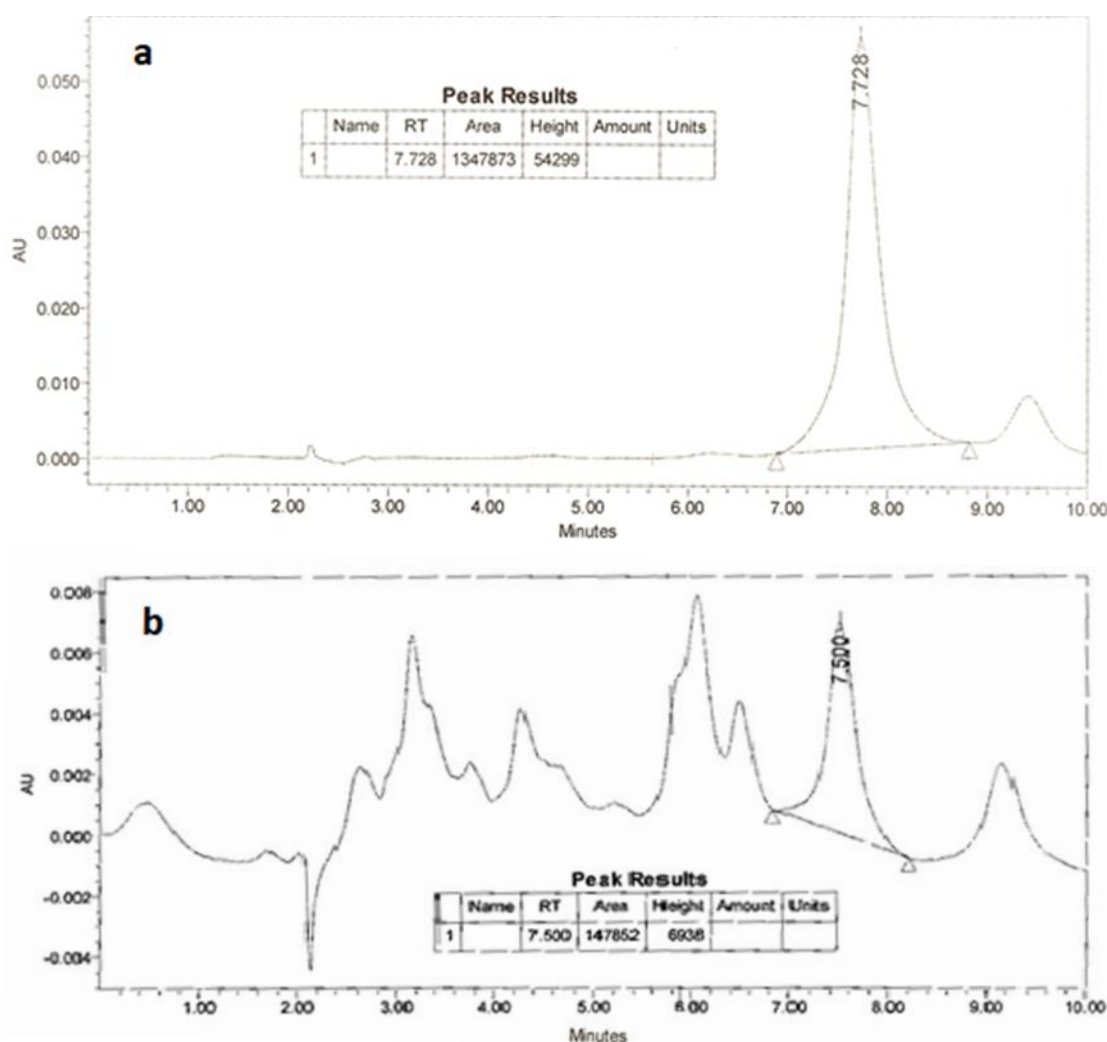 a
0.050
0.040
0.030
0.020
0.010
0.000
AU
7.728
Peak Results
Name RT Area Height Amount Units
1 7.728 1347873 54299
1.00 2.00 3.00 4.00 5.00 6.00 7.00 8.00 9.00 10.00
Minutes
b
0.008
0.006
0.004
0.002
0.000
-0.002
-0.004
AU
7.500
Peak Results
Name RT Area Height Amount Units
1 7.500 147852 6938
1.00 2.00 3.00 4.00 5.00 6.00 7.00 8.00 9.00 10.00
Minutes